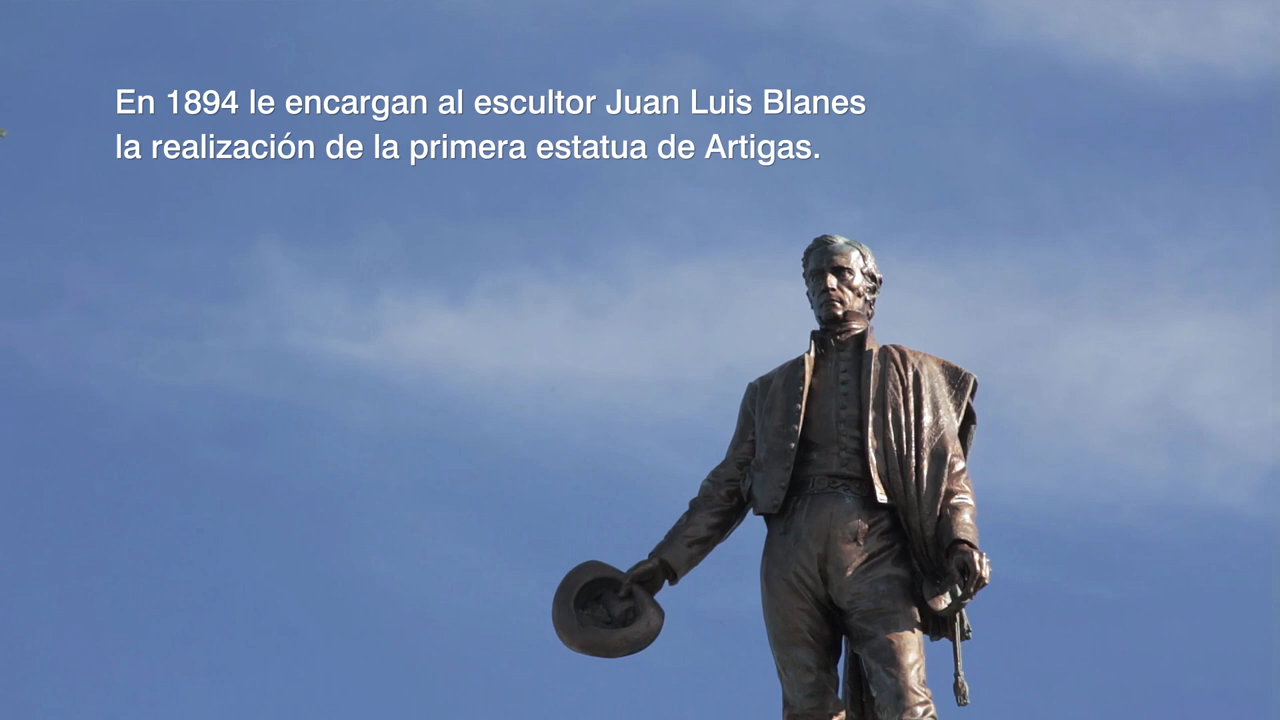 En 1894 le encargan al escultor Juan Luis Blanes
la realización de la primera estatua de Artigas.